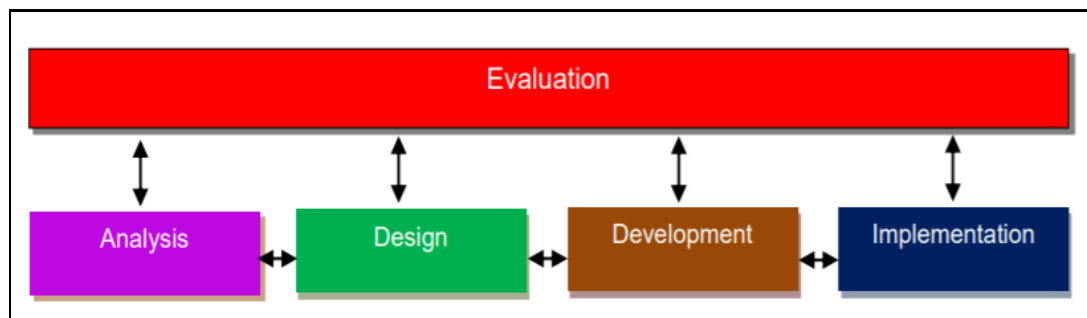 Evaluation
Analysis
Design
Development
Implementation